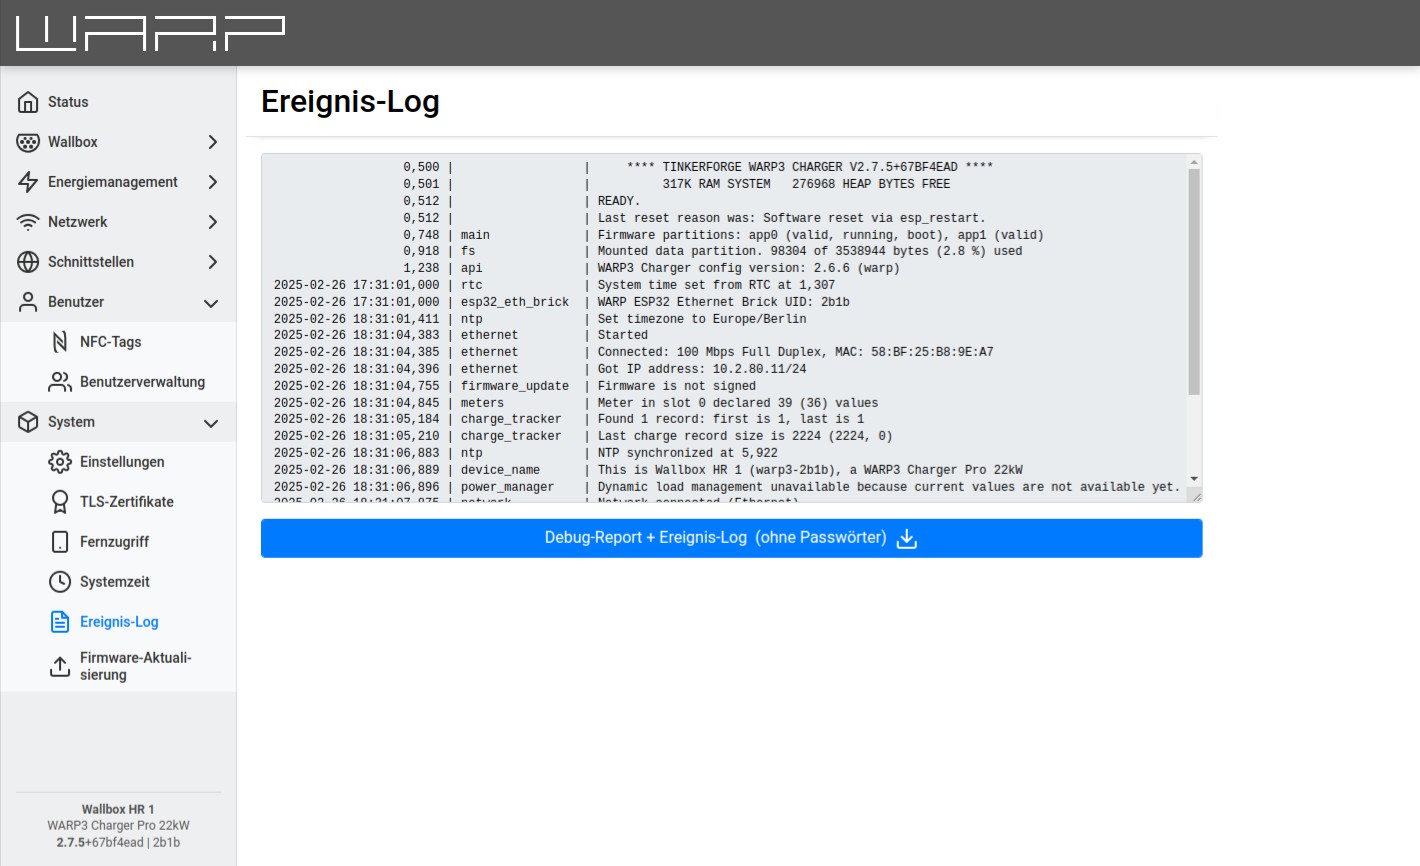 WARP
Status
Wallbox
Energiemanagement
Netzwerk
Schnittstellen
Benutzer
NFC-Tags
Benutzerverwaltung
System
Einstellungen
TLS-Zertifikate
Fernzugriff
Systemzeit
Ereignis-Log
Firmware-Aktuali-
sierung
Wallbox HR 1
WARP3 Charger Pro 22kW
2.7.5+67bf4ead | 2b1b
Ereignis-Log
0,500 | | **** TINKERFORGE WARP3 CHARGER V2.7.5+67BF4EAD ****
0,501 | | 317K RAM SYSTEM 276968 HEAP BYTES FREE
0,512 | | READY.
0,512 | | Last reset reason was: Software reset via esp_restart.
0,748 | main | Firmware partitions: app0 (valid, running, boot), app1 (valid)
0,918 | fs | Mounted data partition. 98304 of 3538944 bytes (2.8 %) used
1,238 | api | WARP3 Charger config version: 2.6.6 (warp)
2025-02-26 17:31:01,000 | rtc | System time set from RTC at 1,307
2025-02-26 17:31:01,000 | esp32_eth_brick | WARP ESP32 Ethernet Brick UID: 2b1b
2025-02-26 18:31:01,411 | ntp | Set timezone to Europe/Berlin
2025-02-26 18:31:04,383 | ethernet | Started
2025-02-26 18:31:04,385 | ethernet | Connected: 100 Mbps Full Duplex, MAC: 58:BF:25:B8:9E:A7
2025-02-26 18:31:04,396 | ethernet | Got IP address: 10.2.80.11/24
2025-02-26 18:31:04,755 | firmware_update | Firmware is not signed
2025-02-26 18:31:04,845 | meters | Meter in slot 0 declared 39 (36) values
2025-02-26 18:31:05,184 | charge_tracker | Found 1 record: first is 1, last is 1
2025-02-26 18:31:05,210 | charge_tracker | Last charge record size is 2224 (2224, 0)
2025-02-26 18:31:06,883 | ntp | NTP synchronized at 5,922
2025-02-26 18:31:06,889 | device_name | This is Wallbox HR 1 (warp3-2b1b), a WARP3 Charger Pro 22kW
2025-02-26 18:31:06,896 | power_manager | Dynamic load management unavailable because current values are not available yet.
2025-02-26 18:31:07,875 | network | Network connected (Ethernet)
Debug-Report + Ereignis-Log (ohne Passwörter)